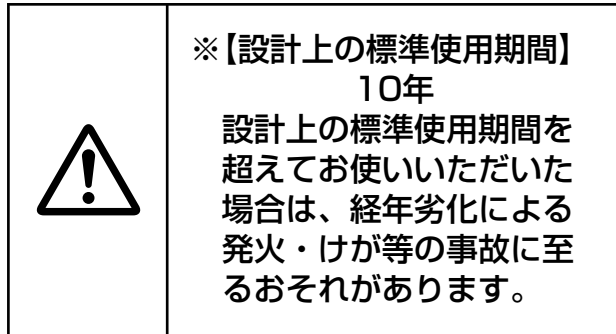 ※【設計上の標準使用期間】
10年
設計上の標準使用期間を
超えてお使いいただいた
場合は、経年劣化による
発火・けが等の事故に至
るおそれがあります。